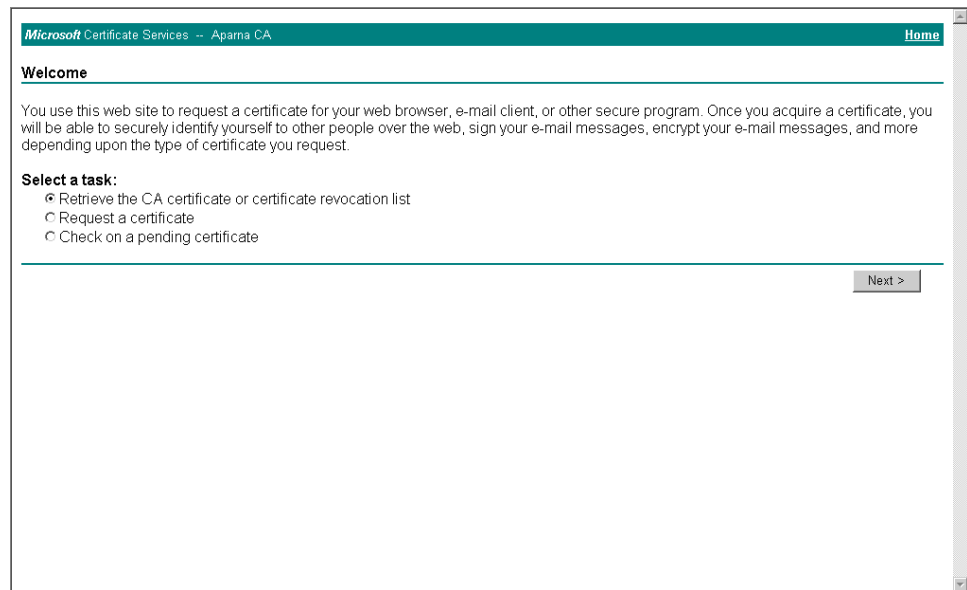 Microsoft Certificate Services -- Aparna CA Home
Welcome
You use this web site to request a certificate for your web browser, e-mail client, or other secure program. Once you acquire a certificate, you
will be able to securely identify yourself to other people over the web, sign your e-mail messages, encrypt your e-mail messages, and more
depending upon the type of certificate you request.
Select a task:
Retrieve the CA certificate or certificate revocation list
Request a certificate
Check on a pending certificate
Next >